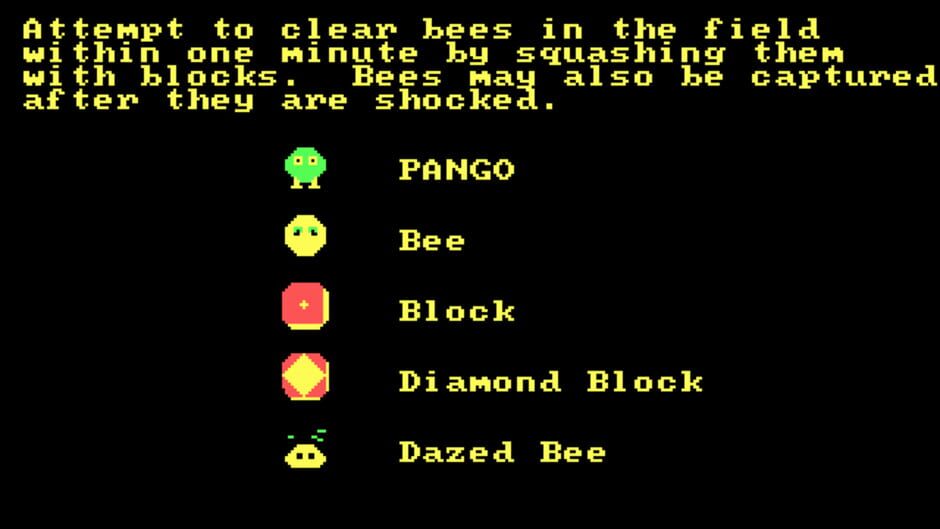 Attempt to clear bees in the field
within one minute by squashing them
with blocks.  Bees may also be captured
after they are shocked.
PANGO
Bee
Block
Diamond Block
Dazed Bee